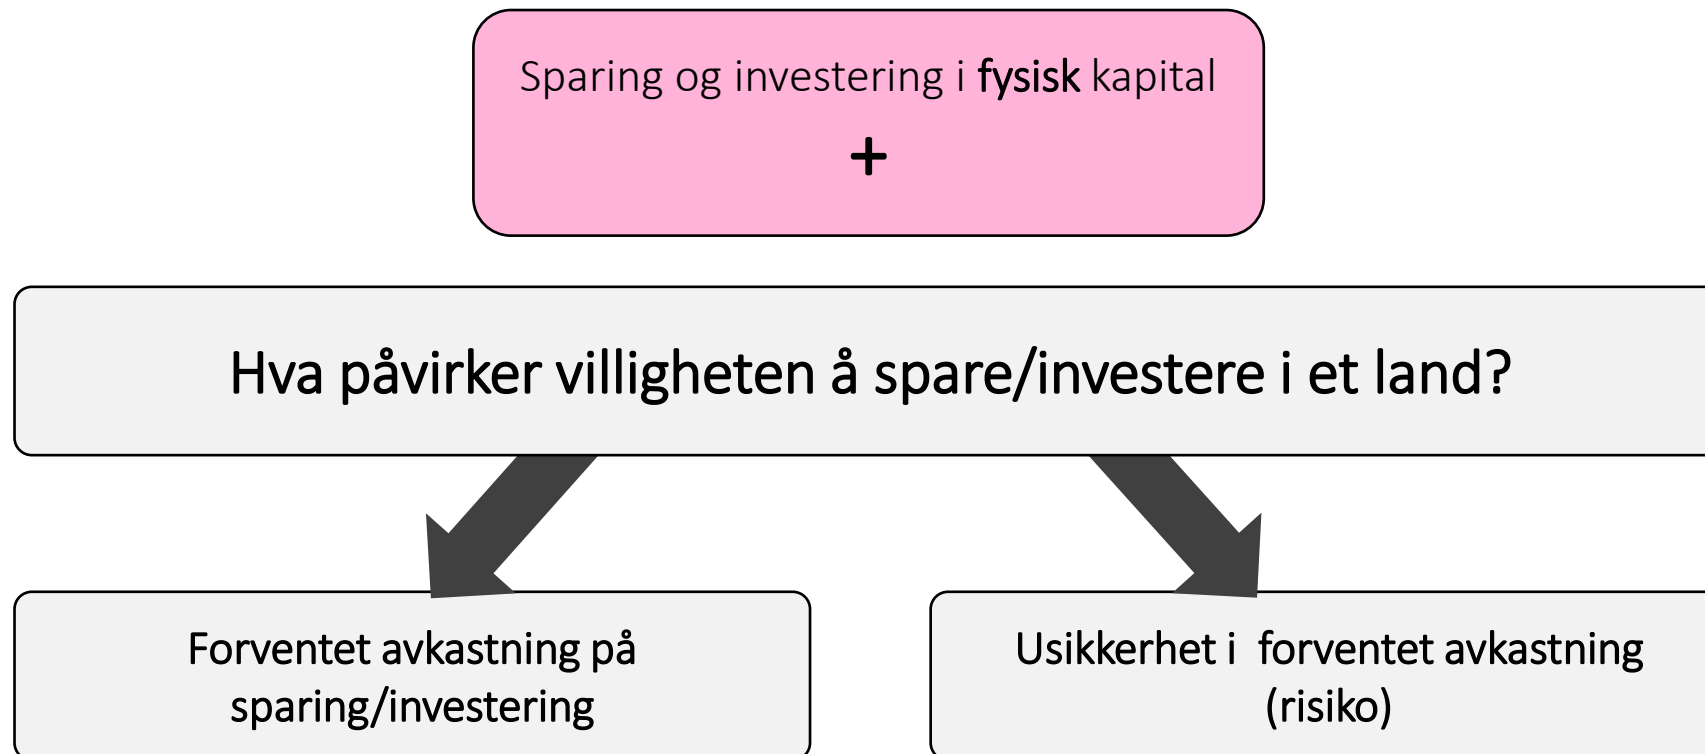 Sparing og investering i fysisk kapital
+
Hva påvirker villigheten å spare/investere i et land?
Forventet avkastning på
sparing/investering
Usikkerhet i  forventet avkastning
(risiko)